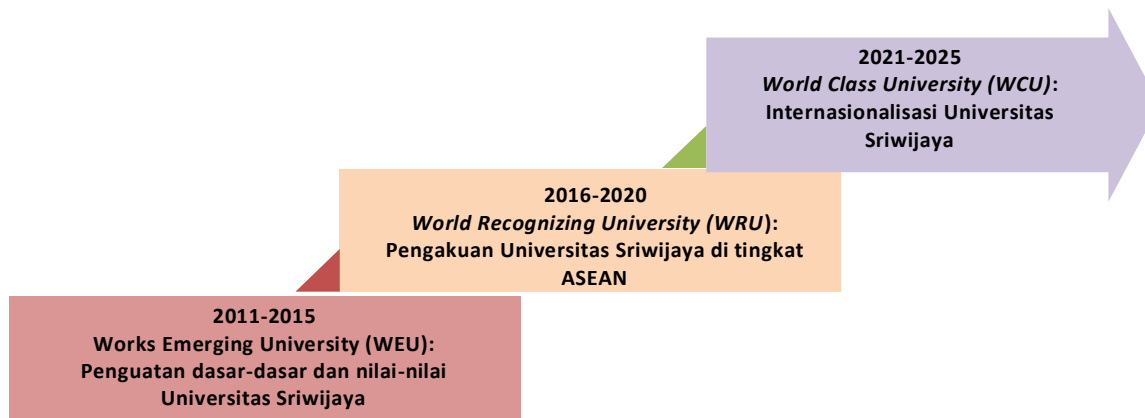 2021-2025
World Class University (WCU):
Internasionalisasi Universitas
Sriwijaya
2016-2020
World Recognizing University (WRU):
Pengakuan Universitas Sriwijaya di tingkat
ASEAN
2011-2015
Works Emerging University (WEU):
Penguatan dasar-dasar dan nilai-nilai
Universitas Sriwijaya